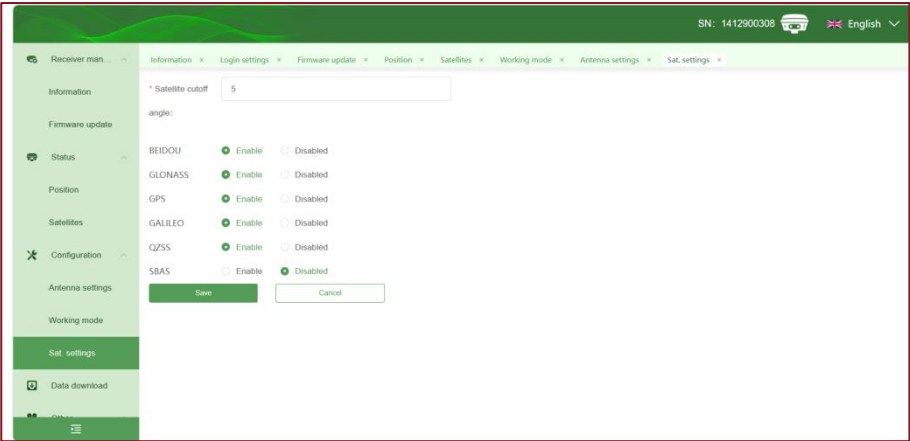 SN: 1412900308 English
Receiver man...
Information × Login settings × Firmware update × Position × Satellites × Working mode × Antenna settings × Sat. settings ×
Information
Firmware update
Status
Position
Satellites
Configuration
Antenna settings
Working mode
Sat. settings
Data download
Other
* Satellite cutoff angle: 5
BEIDOU Enable Disabled
GLONASS Enable Disabled
GPS Enable Disabled
GALILEO Enable Disabled
QZSS Enable Disabled
SBAS Enable Disabled
Save Cancel